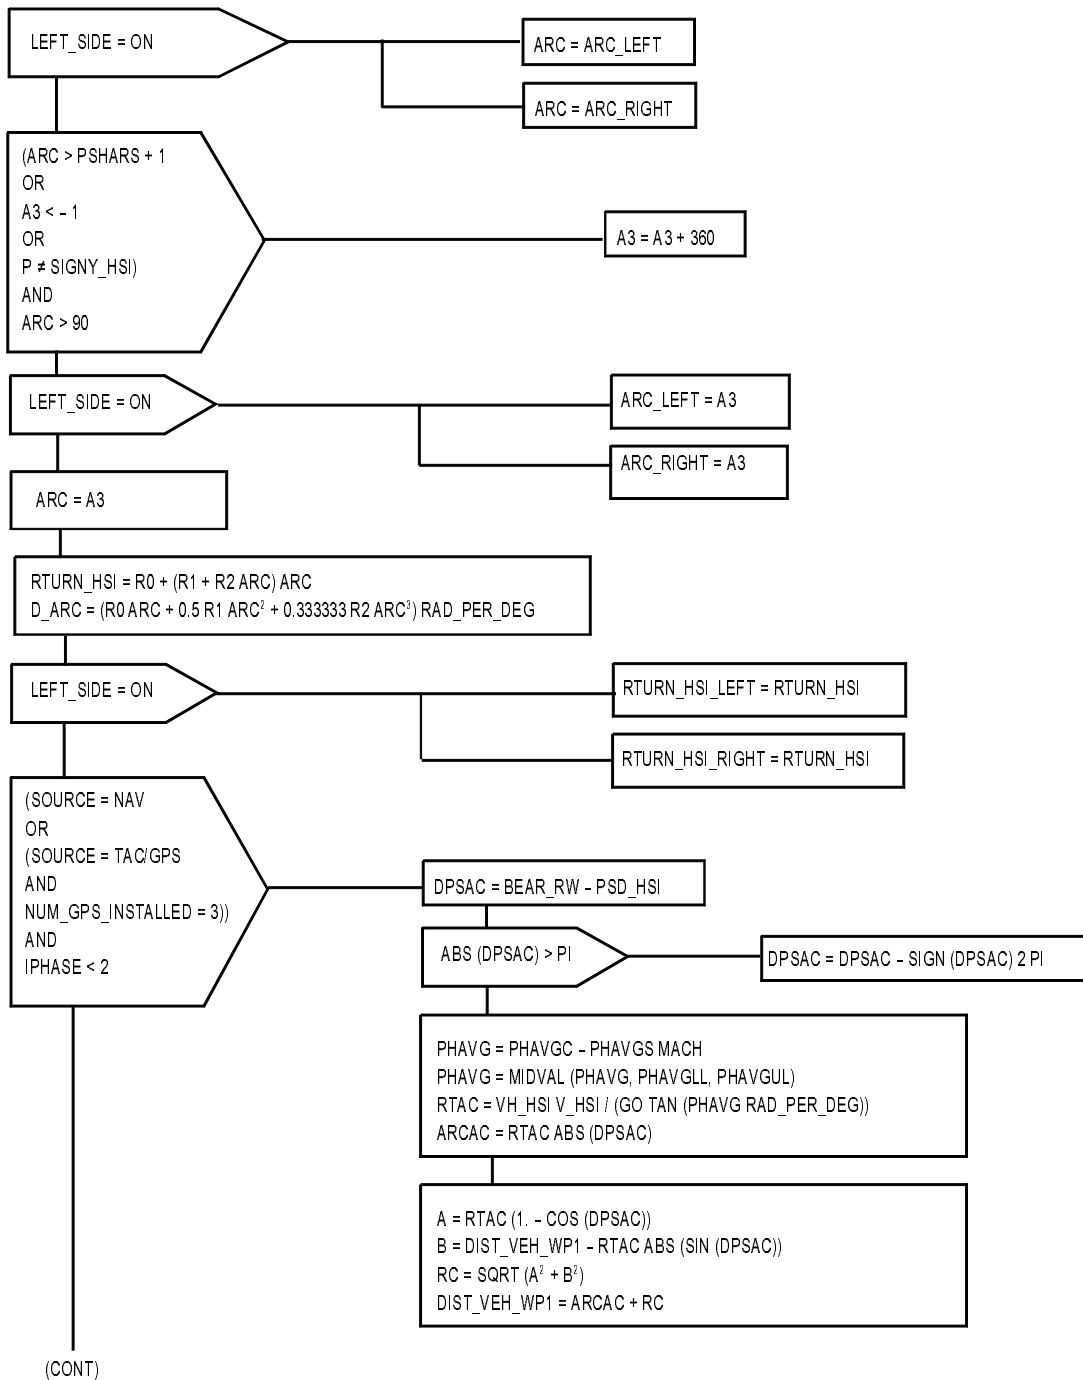 LEFT_SIDE = ON
ARC = ARC_LEFT
ARC = ARC_RIGHT
(ARC > PSHARS + 1
OR
A3 < – 1
OR
P ≠ SIGNY_HSI)
AND
ARC > 90
A3 = A3 + 360
LEFT_SIDE = ON
ARC_LEFT = A3
ARC_RIGHT = A3
ARC = A3
RTURN_HSI = R0 + (R1 + R2 ARC) ARC
D_ARC = (R0 ARC + 0.5 R1 ARC² + 0.333333 R2 ARC³) RAD_PER_DEG
LEFT_SIDE = ON
RTURN_HSI_LEFT = RTURN_HSI
RTURN_HSI_RIGHT = RTURN_HSI
(SOURCE = NAV
OR
(SOURCE = TAC/GPS
AND
NUM_GPS_INSTALLED = 3))
AND
IPHASE < 2
DPSAC = BEAR_RW – PSD_HSI
ABS (DPSAC) > PI
DPSAC = DPSAC – SIGN (DPSAC) 2 PI
PHAVG = PHAVGC – PHAVGS MACH
PHAVG = MIDVAL (PHAVG, PHAVGLL, PHAVGUL)
RTAC = VH_HSI V_HSI / (GO TAN (PHAVG RAD_PER_DEG))
ARCAC = RTAC ABS (DPSAC)
A = RTAC (1. – COS (DPSAC))
B = DIST_VEH_WP1 – RTAC ABS (SIN (DPSAC))
RC = SQRT (A² + B²)
DIST_VEH_WP1 = ARCAC + RC
(CONT)